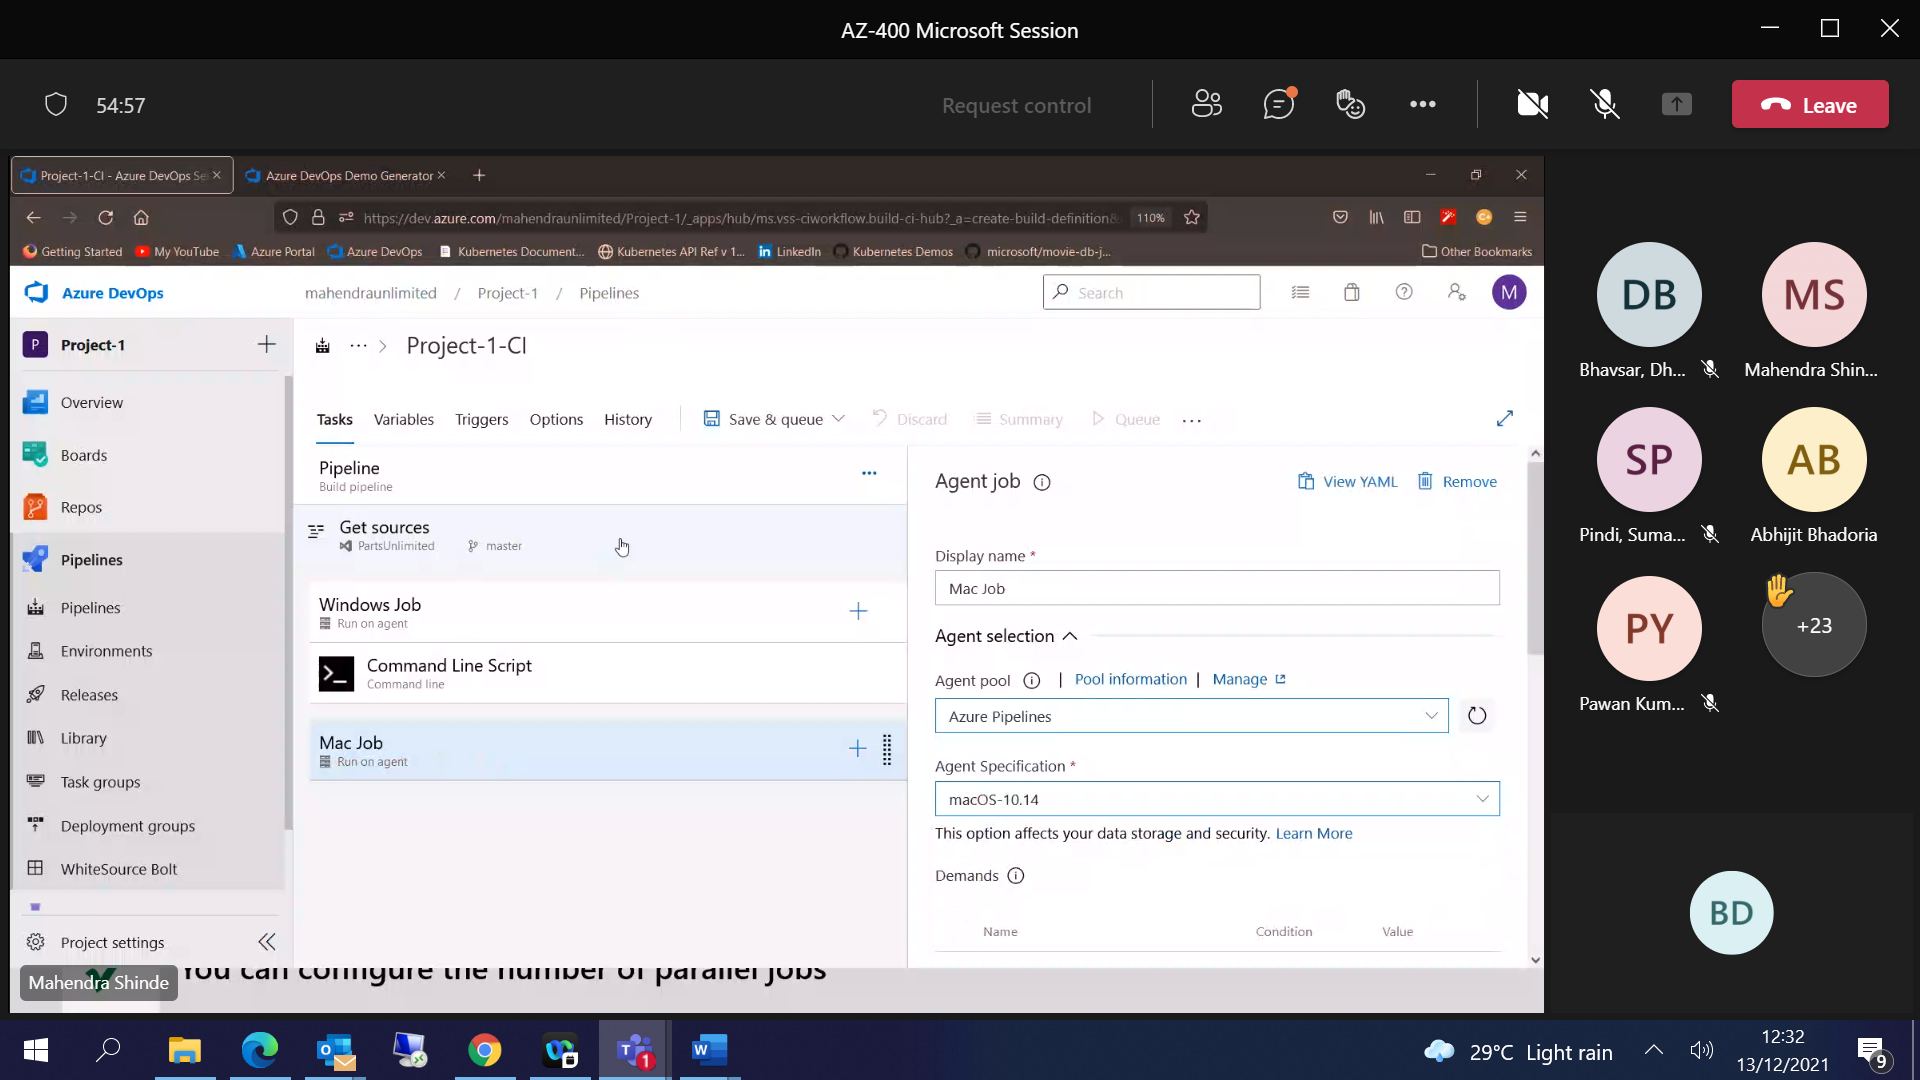 AZ-400 Microsoft Session
54:57
Request control
Leave
Project-1-CI - Azure DevOps Se
Azure DevOps Demo Generator
https://dev.azure.com/mahendraunlimited/Project-1/_apps/hub/ms.vss-ciworkflow.build-ci-hub?_a=create-build-definition&
110%
Getting Started
My YouTube
Azure Portal
Azure DevOps
Kubernetes Document...
Kubernetes API Ref v 1...
LinkedIn
Kubernetes Demos
microsoft/movie-db-j...
Other Bookmarks
Azure DevOps
mahendraunlimited / Project-1 / Pipelines
Search
M
P
Project-1
Overview
Boards
Repos
Pipelines
Pipelines
Environments
Releases
Library
Task groups
Deployment groups
WhiteSource Bolt
Project settings
... > Project-1-CI
Tasks
Variables
Triggers
Options
History
Save & queue
Discard
Summary
Queue
Pipeline
Build pipeline
Get sources
PartsUnlimited
master
Windows Job
Run on agent
Command Line Script
Command line
Mac Job
Run on agent
Agent job
View YAML
Remove
Display name *
Mac Job
Agent selection
Agent pool
| Pool information | Manage
Azure Pipelines
Agent Specification *
macOS-10.14
This option affects your data storage and security. Learn More
Demands
Name
Condition
Value
You can configure the number of parallel jobs
Mahendra Shinde
DB
Bhavsar, Dh...
MS
Mahendra Shin...
SP
Pindi, Suma...
AB
Abhijit Bhadoria
PY
Pawan Kum...
+23
BD
T
1
W
29°C Light rain
12:32
13/12/2021
9